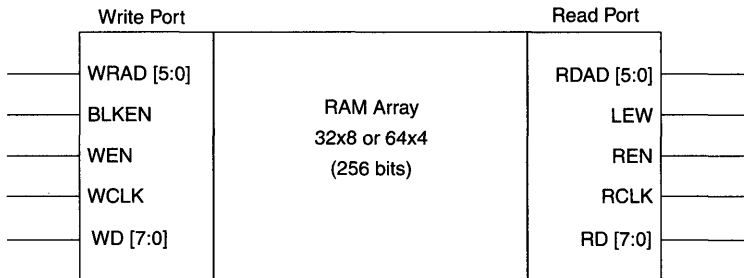 Write Port
Read Port
WRAD [5:0]
BLKEN
WEN
WCLK
WD [7:0]
RAM Array
32x8 or 64x4
(256 bits)
RDAD [5:0]
LEW
REN
RCLK
RD [7:0]